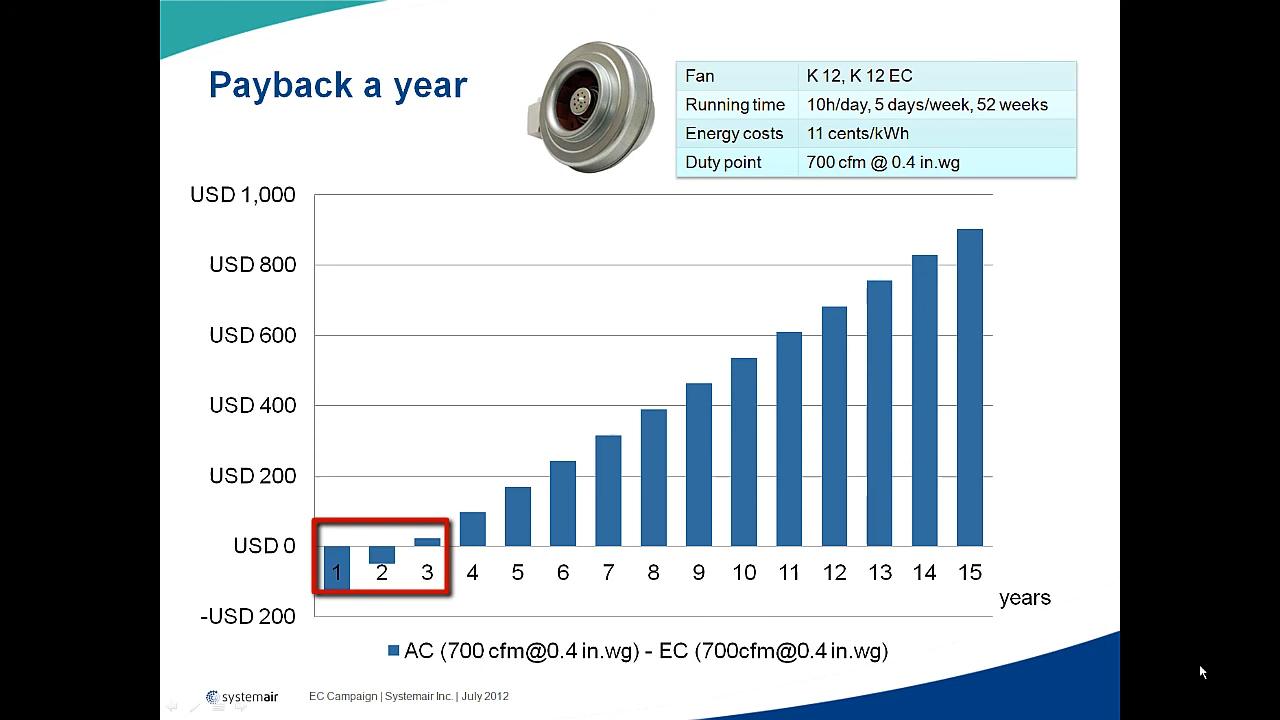 Payback a year
Fan K 12, K 12 EC
Running time 10h/day, 5 days/week, 52 weeks
Energy costs 11 cents/kWh
Duty point 700 cfm @ 0.4 in.wg
USD 1,000
USD 800
USD 600
USD 400
USD 200
USD 0
-USD 200
1 2 3 4 5 6 7 8 9 10 11 12 13 14 15
years
AC (700 cfm@0.4 in.wg) - EC (700cfm@0.4 in.wg)
systemair EC Campaign | Systemair Inc. | July 2012